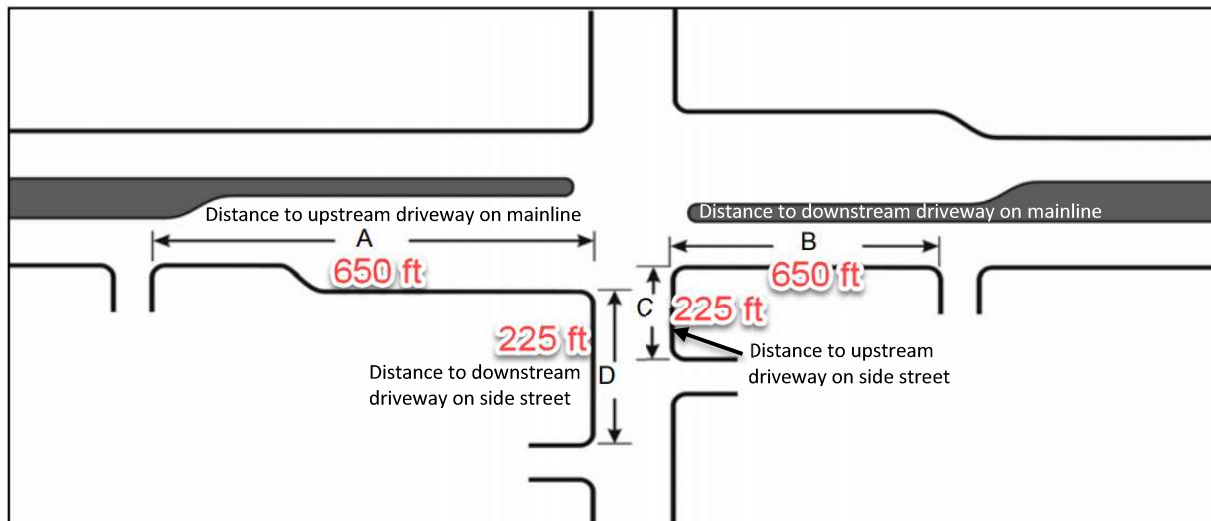 Distance to upstream driveway on mainline
Distance to downstream driveway on mainline
A
B
650 ft
650 ft
C
225 ft
225 ft
Distance to upstream
driveway on side street
Distance to downstream
driveway on side street
D